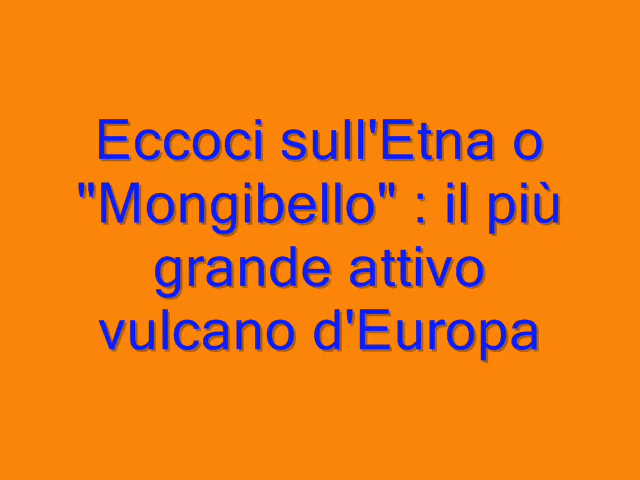 Eccoci sull'Etna o
"Mongibello" : il più
grande attivo
vulcano d'Europa